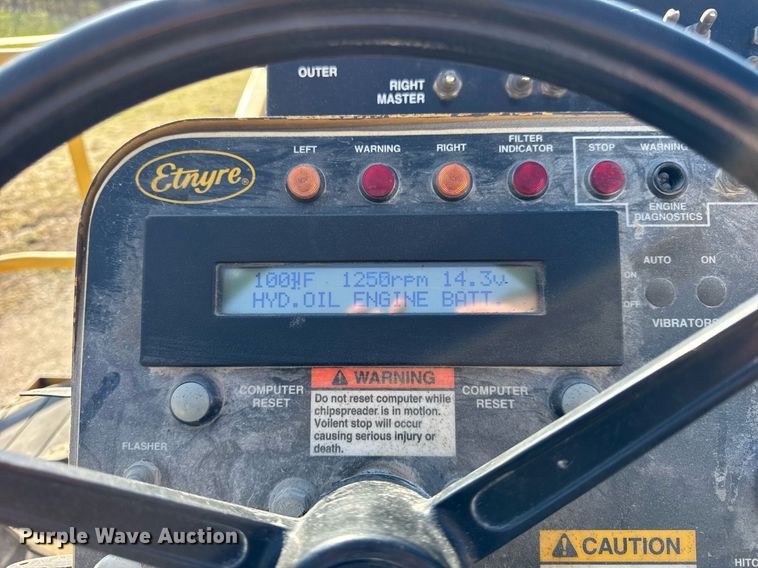 OUTER
RIGHT
MASTER
Etnyre®
LEFT
WARNING
RIGHT
FILTER
INDICATOR
STOP
WARNING
ENGINE
DIAGNOSTICS
1250rpm 14.3v
HYD.OIL ENGINE BATT.
AUTO
ON
ON
OFF
VIBRATORS
COMPUTER
RESET
WARNING
Do not reset computer while
chipspreader is in motion.
Voilent stop will occur
causing serious injury or
death.
COMPUTER
RESET
FLASHER
CAUTION
HITC
Purple Wave Auction